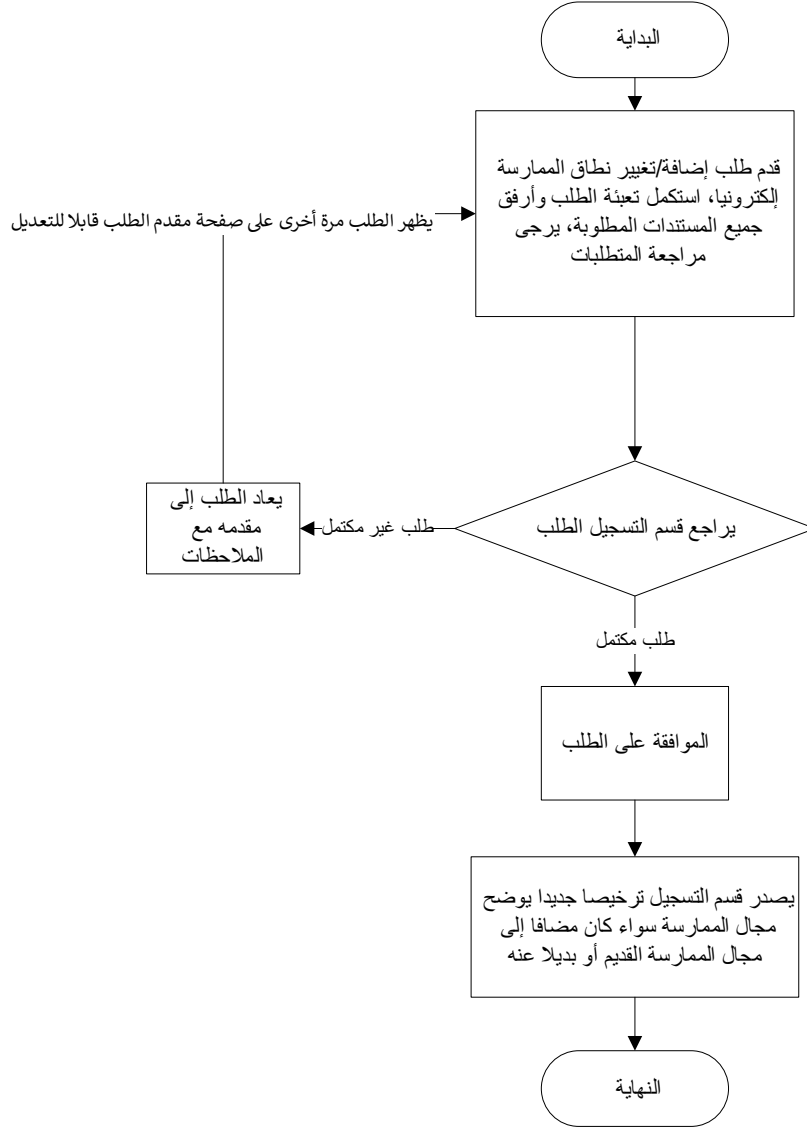 البداية
قدم طلب إضافة/تغيير نطاق الممارسة
إلكترونيا، استكمل تعبئة الطلب وأرفق
جميع المستندات المطلوبة، يرجى
مراجعة المتطلبات
يظهر الطلب مرة أخرى على صفحة مقدم الطلب قابلا للتعديل
يراجع قسم التسجيل الطلب
طلب غير مكتمل
يعاد الطلب إلى
مقدمه مع
الملاحظات
طلب مكتمل
الموافقة على الطلب
يصدر قسم التسجيل ترخيصا جديدا يوضح
مجال الممارسة سواء كان مضافا إلى
مجال الممارسة القديم أو بديلا عنه
النهاية